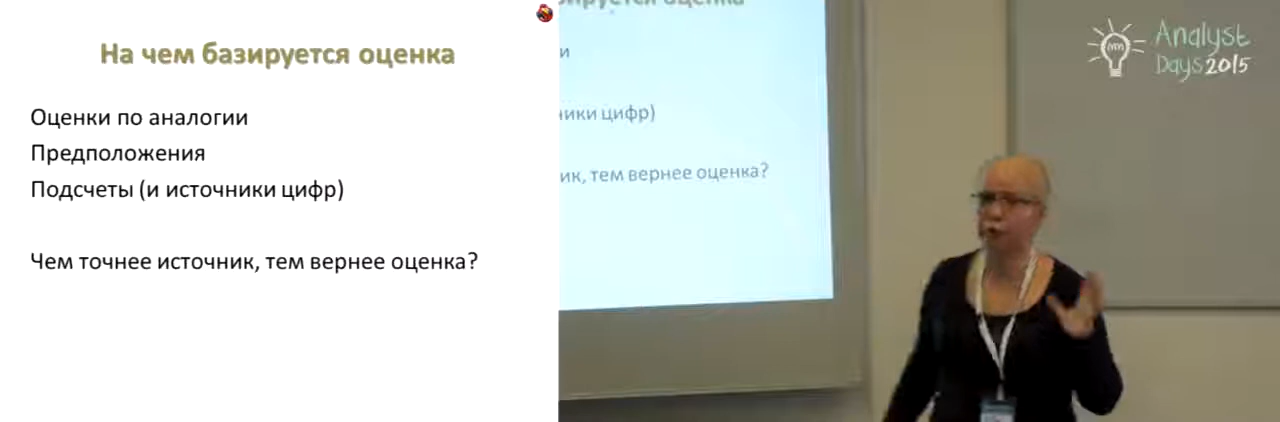 На чем базируется оценка
Оценки по аналогии
Предположения
Подсчеты (и источники цифр)
Чем точнее источник, тем вернее оценка?
ируется оценка
и
ники цифр)
ик, тем вернее оценка?
Analyst
Days 2015